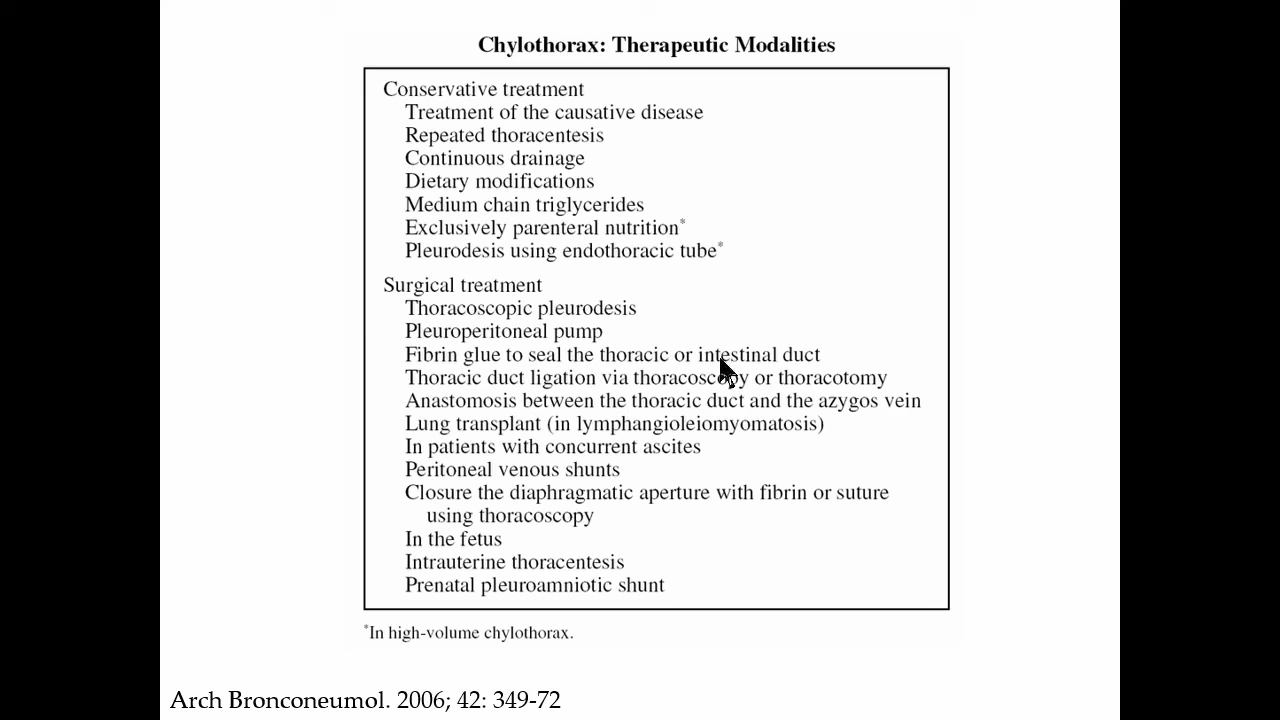 Chylothorax: Therapeutic Modalities
Conservative treatment
Treatment of the causative disease
Repeated thoracentesis
Continuous drainage
Dietary modifications
Medium chain triglycerides
Exclusively parenteral nutrition*
Pleurodesis using endothoracic tube*
Surgical treatment
Thoracoscopic pleurodesis
Pleuroperitoneal pump
Fibrin glue to seal the thoracic or intestinal duct
Thoracic duct ligation via thoracoscopy or thoracotomy
Anastomosis between the thoracic duct and the azygos vein
Lung transplant (in lymphangioleiomyomatosis)
In patients with concurrent ascites
Peritoneal venous shunts
Closure the diaphragmatic aperture with fibrin or suture
using thoracoscopy
In the fetus
Intrauterine thoracentesis
Prenatal pleuroamniotic shunt
*In high-volume chylothorax.
Arch Bronconeumol. 2006; 42: 349-72